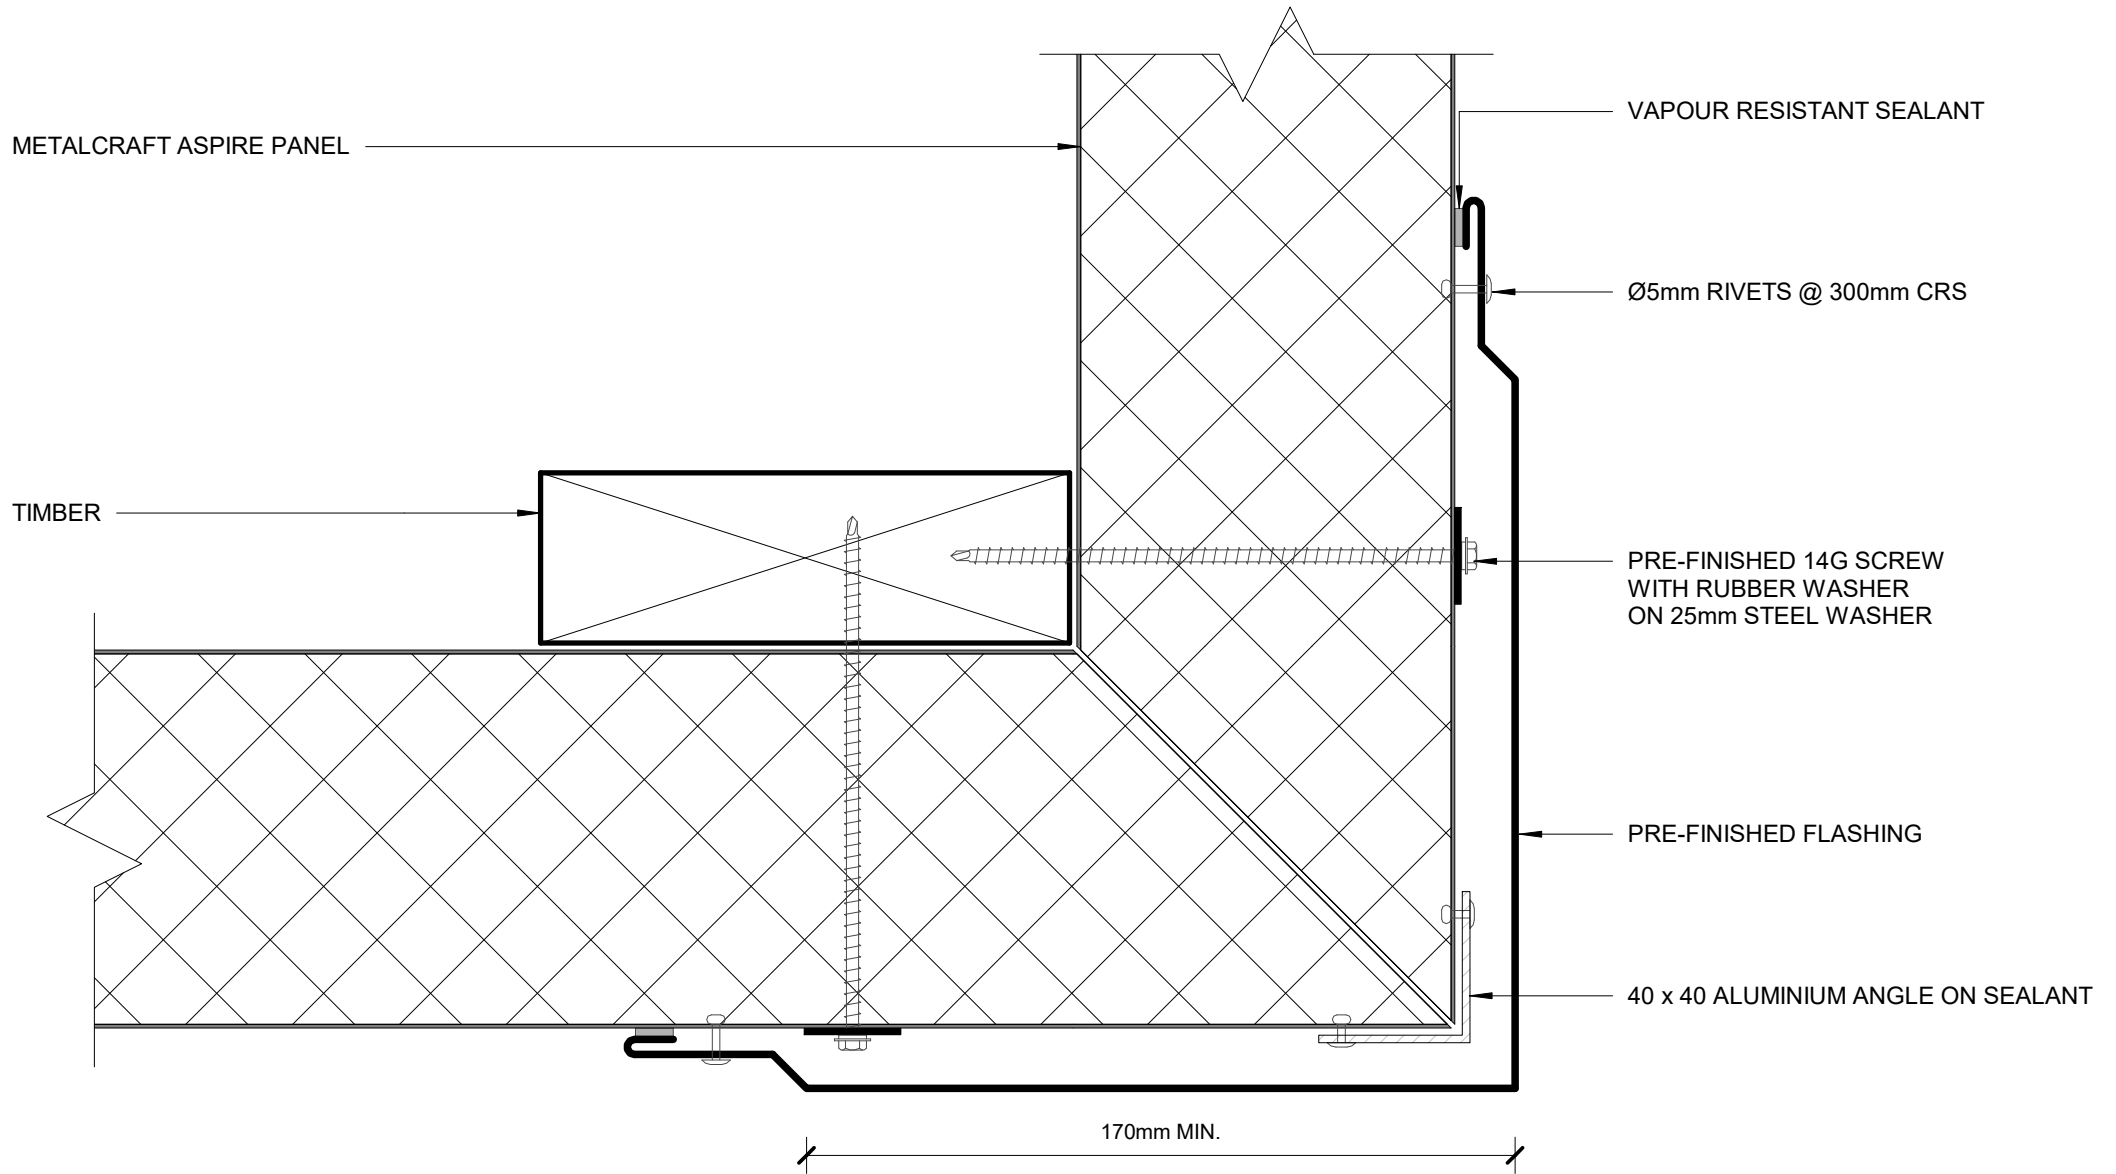 METALCRAFT ASPIRE PANEL
VAPOUR RESISTANT SEALANT
Ø5mm RIVETS @ 300mm CRS
TIMBER
PRE-FINISHED 14G SCREW
WITH RUBBER WASHER
ON 25mm STEEL WASHER
PRE-FINISHED FLASHING
40 x 40 ALUMINIUM ANGLE ON SEALANT
170mm MIN.